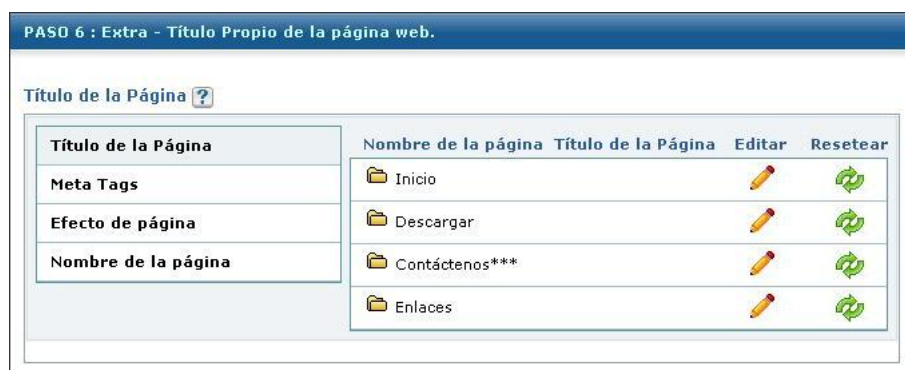 PASO 6 : Extra - Título Propio de la página web.
Título de la Página ?
Título de la Página
Meta Tags
Efecto de página
Nombre de la página
Nombre de la página Título de la Página Editar Resetear
Inicio
Descargar
Contáctenos***
Enlaces